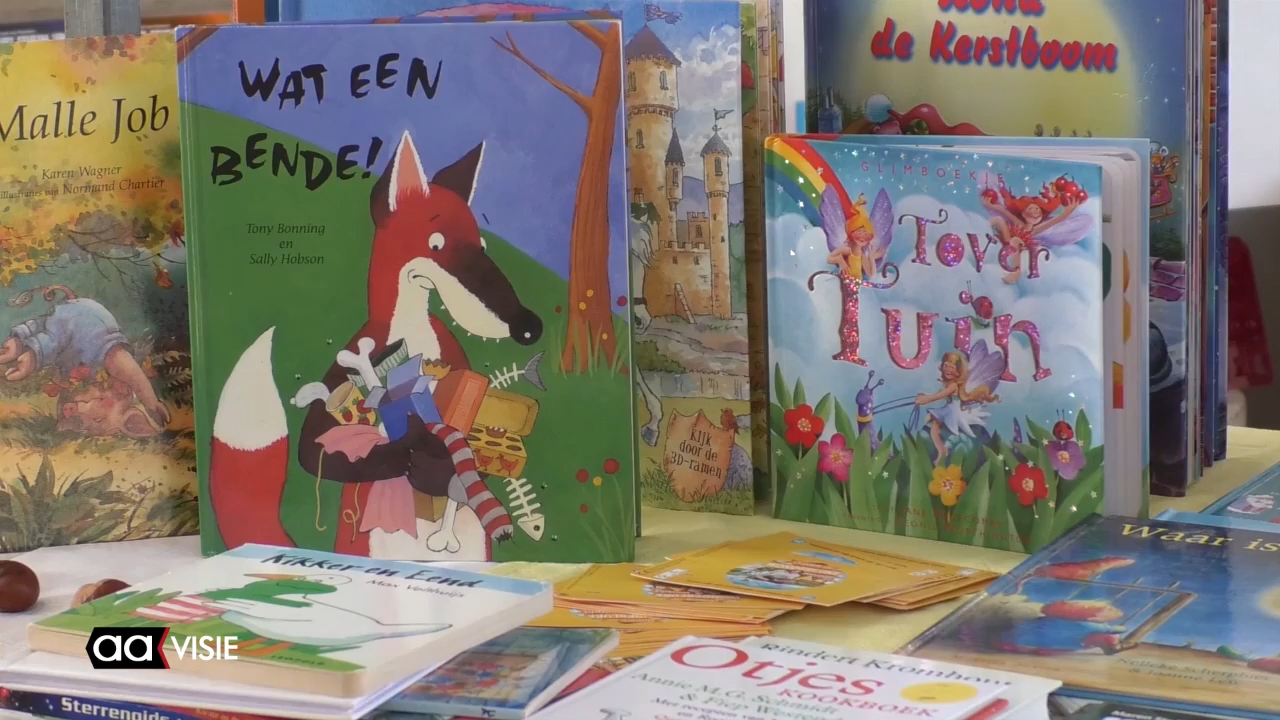 Malle Job
Karen Wagner
illustraties van Normand Chartier
WAT EEN
BENDE!
Tony Bonning
en
Sally Hobson
Kijk
door de
3D-ramen
de Kerstboom
GLIMBOEKJE
Tover
Tuin
Kikker en Eend
Max Velthuijs
Sterrengids
Otjes
KOOKBOEK
Rindert Kromhout
Annie M.G. Schmidt
& Fiep Westendorp
Waar is
aa VISIE